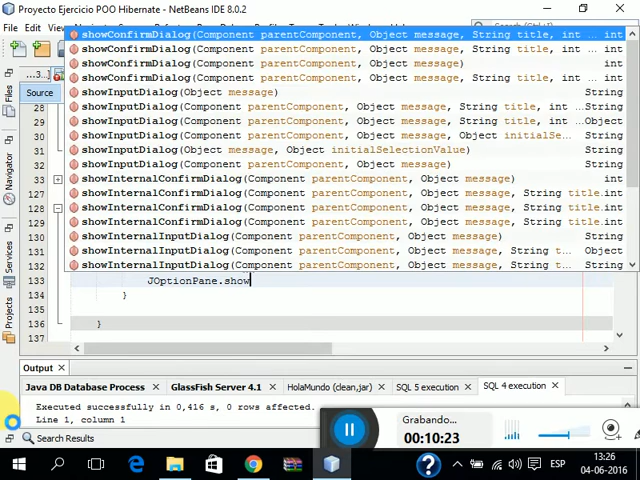 Proyecto Ejercicio POO Hibernate - NetBeans IDE 8.0.2
...3...
Source
Files
Navigator
Services
Projects
showConfirmDialog(Component parentComponent, Object message, String title, int ... int
showConfirmDialog(Component parentComponent, Object message, String title, int ... int
showConfirmDialog(Component parentComponent, Object message) int
showConfirmDialog(Component parentComponent, Object message, String title, int ... int
showInputDialog(Object message) String
showInputDialog(Component parentComponent, Object message, String title, int ... String
showInputDialog(Component parentComponent, Object message, String title, int ...Object
showInputDialog(Component parentComponent, Object message, Object initialSe... String
showInputDialog(Object message, Object initialSelectionValue) String
showInputDialog(Component parentComponent, Object message) String
showInternalConfirmDialog(Component parentComponent, Object message) int
showInternalConfirmDialog(Component parentComponent, Object message, String title... int
showInternalConfirmDialog(Component parentComponent, Object message, String title... int
showInternalConfirmDialog(Component parentComponent, Object message, String title... int
showInternalInputDialog(Component parentComponent, Object message) String
showInternalInputDialog(Component parentComponent, Object message, String t... Object
showInternalInputDialog(Component parentComponent, Object message, String t... String
28
29
30
31
32
33
127
128
129
130
131
132
133 JOptionPane.show
134 }
135
136 }
137
Output
Java DB Database Process
GlassFish Server 4.1
HolaMundo (clean,jar)
SQL 5 execution
SQL 4 execution
Executed successfully in 0,416 s, 0 rows affected.
Line 1, column 1
Search Results
Grabando...
00:10:23
ESP
13:26
04-06-2016